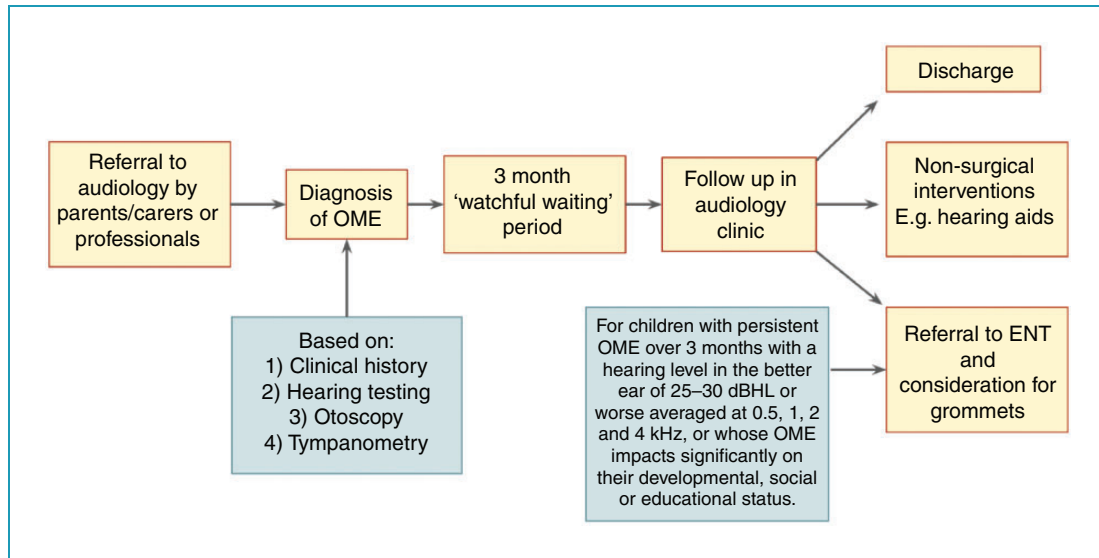 Referral to
audiology by
parents/carers or
professionals
Diagnosis
of OME
3 month
‘watchful waiting’
period
Follow up in
audiology
clinic
Discharge
Non-surgical
interventions
E.g. hearing aids
Referral to ENT
and
consideration for
grommets
Based on:
1) Clinical history
2) Hearing testing
3) Otoscopy
4) Tympanometry
For children with persistent
OME over 3 months with a
hearing level in the better
ear of 25–30 dBHL or
worse averaged at 0.5, 1, 2
and 4 kHz, or whose OME
impacts significantly on
their developmental, social
or educational status.